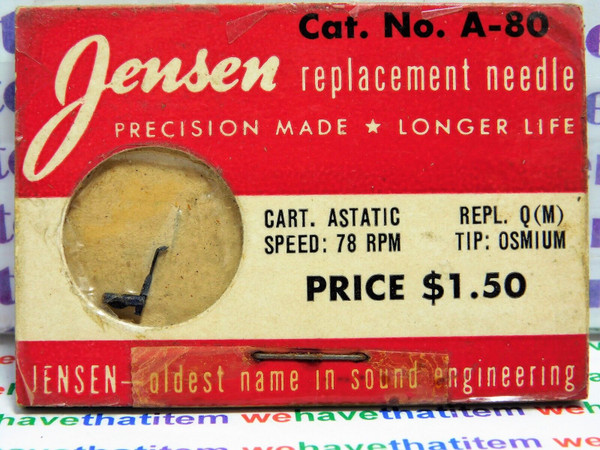 Cat. No. A-80
Jensen replacement needle
PRECISION MADE ★ LONGER LIFE
CART. ASTATIC REPL. Q(M)
SPEED: 78 RPM TIP: OSMIUM
PRICE $1.50
JENSEN—oldest name in sound engineering
wehavethatitem wehavethatitem wehavethatitem